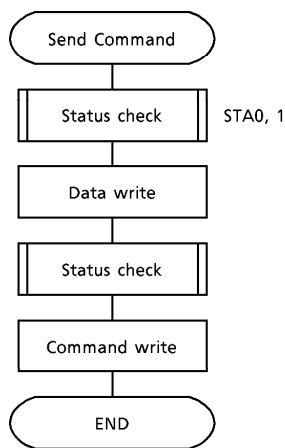 Send Command
Status check
STA0, 1
Data write
Status check
Command write
END